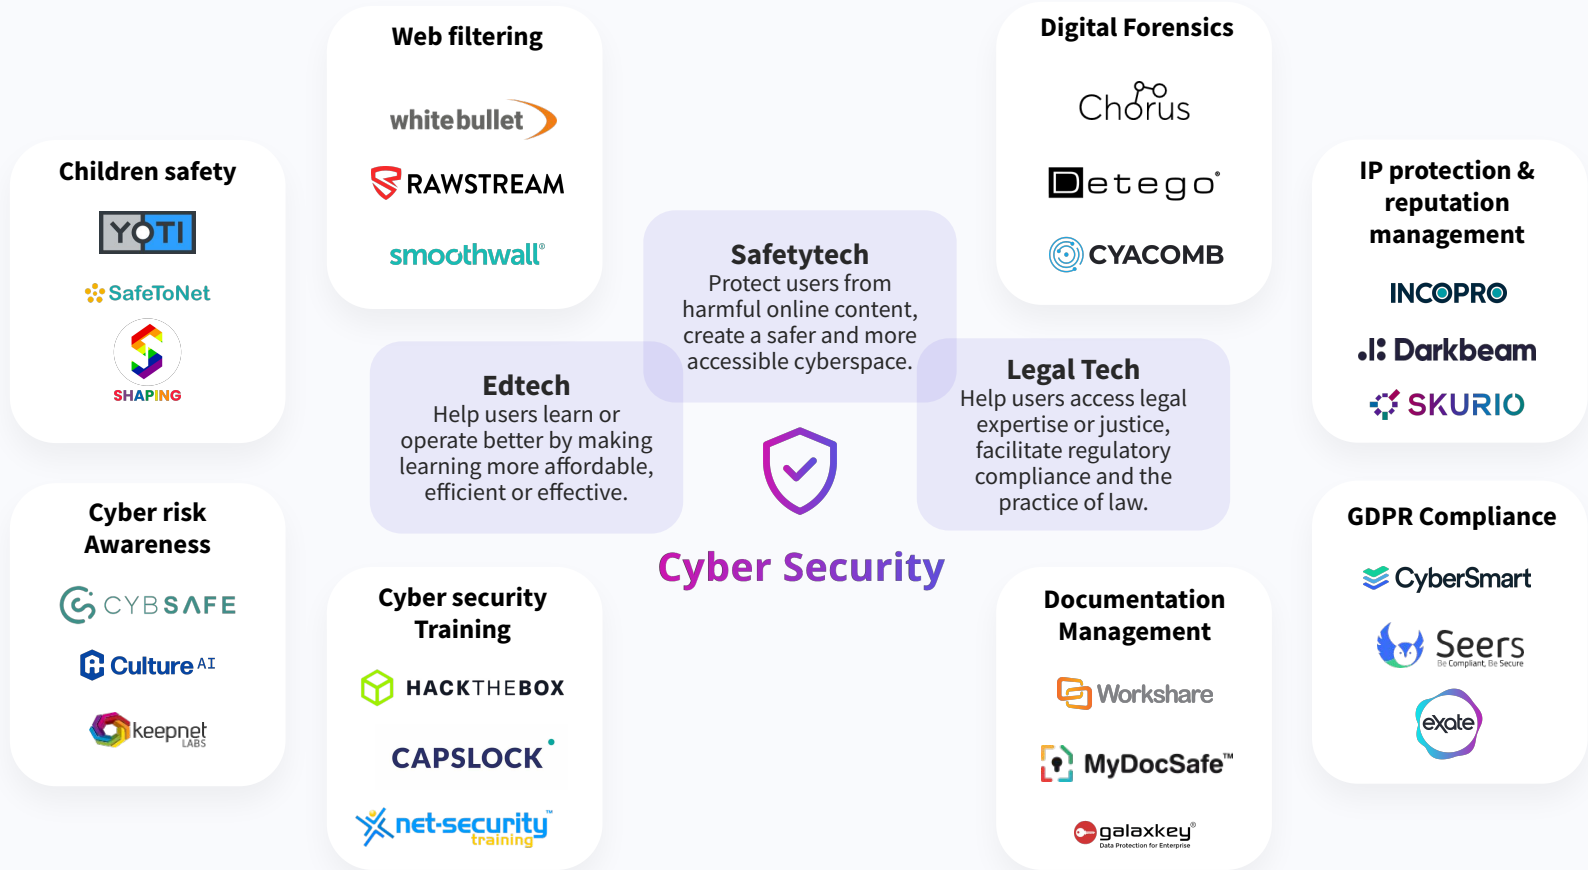 Web filtering
whitebullet
RAWSTREAM
smoothwall®
Digital Forensics
Chorus
Detego®
CYACOMB
Children safety
YOTI
SafeToNet
S
SHAPING
IP protection &
reputation
management
INCOPRO
Darkbeam
SKURIO
Safetytech
Protect users from
harmful online content,
create a safer and more
accessible cyberspace.
Edtech
Help users learn or
operate better by making
learning more affordable,
efficient or effective.
Legal Tech
Help users access legal
expertise or justice,
facilitate regulatory
compliance and the
practice of law.
Cyber Security
Cyber risk
Awareness
CYBSAFE
Culture AI
keepnet
LABS
Cyber security
Training
HACKTHEBOX
CAPSLOCK
net-security™
training
Documentation
Management
Workshare
MyDocSafe™
galaxkey®
Data Protection for Enterprise
GDPR Compliance
CyberSmart
Seers
Be Compliant, Be Secure
exate